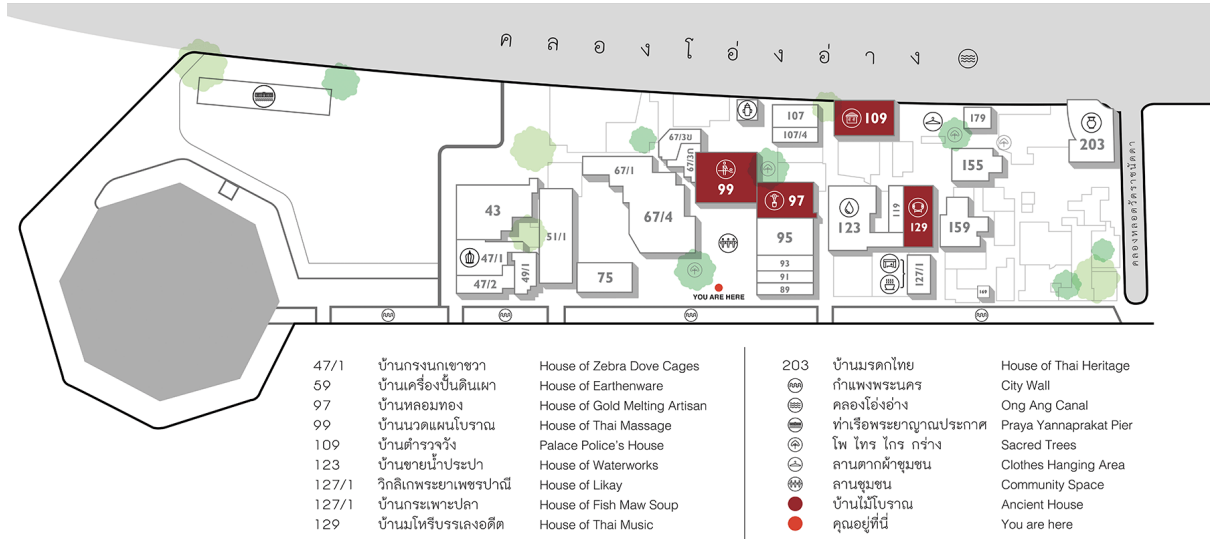 คลองโอ่งอ่าง
107
107/4
109
179
203
67/3ข
67/3ก
67/1
99
155
43
51/1
67/4
97
123
119
129
159
95
47/1
49/1
47/2
75
93
91
89
127/1
169
YOU ARE HERE
คลองหลอดวัดราชนัดดา
47/1 บ้านกรงนกเขาชวา House of Zebra Dove Cages
59 บ้านเครื่องปั้นดินเผา House of Earthenware
97 บ้านหลอมทอง House of Gold Melting Artisan
99 บ้านนวดแผนโบราณ House of Thai Massage
109 บ้านตำรวจวัง Palace Police's House
123 บ้านขายน้ำประปา House of Waterworks
127/1 วิกลิเกพระยาเพชรปาณี House of Likay
127/1 บ้านกระเพาะปลา House of Fish Maw Soup
129 บ้านมโหรีบรรเลงอดีต House of Thai Music
203 บ้านมรดกไทย House of Thai Heritage
กำแพงพระนคร City Wall
คลองโอ่งอ่าง Ong Ang Canal
ท่าเรือพระยาญาณประกาศ Praya Yannaprakat Pier
โพ ไทร ไกร กร่าง Sacred Trees
ลานตากผ้าชุมชน Clothes Hanging Area
ลานชุมชน Community Space
บ้านไม้โบราณ Ancient House
คุณอยู่ที่นี่ You are here